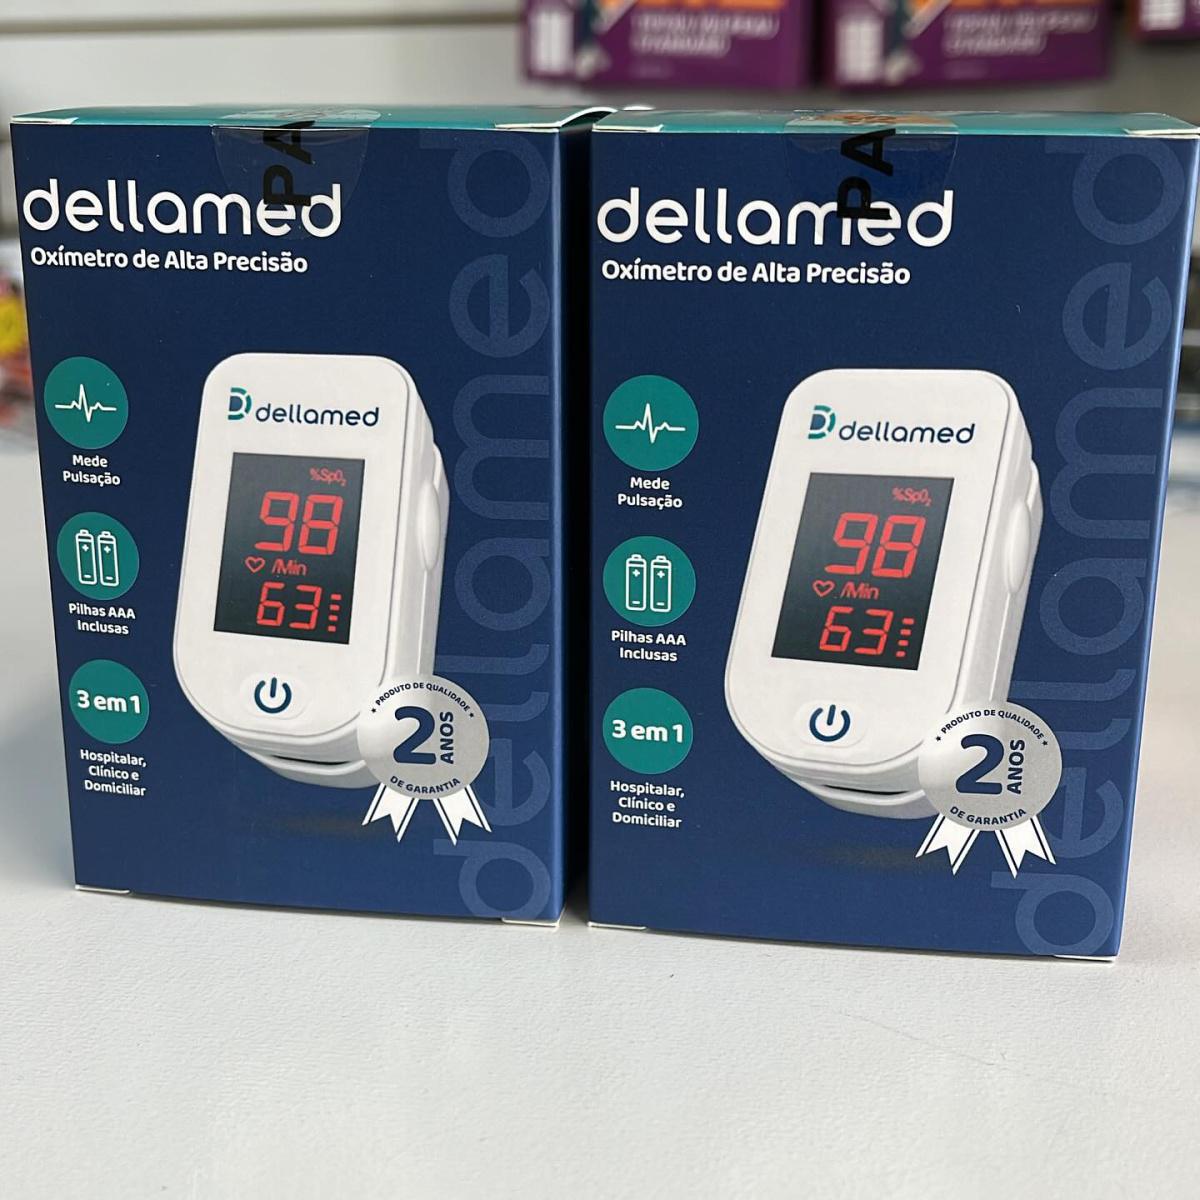 dellamed
Oxímetro de Alta Precisão
Mede
Pulsação
Pilhas AAA
Inclusas
3 em 1
Hospitalar,
Clínico e
Domiciliar
dellamed
%SpO₂
98
/Min
63
PRODUTO DE QUALIDADE
2 ANOS
DE GARANTIA
dellamed
PA
dellamed
Oxímetro de Alta Precisão
Mede
Pulsação
Pilhas AAA
Inclusas
3 em 1
Hospitalar,
Clínico e
Domiciliar
dellamed
%SpO₂
98
/Min
63
PRODUTO DE QUALIDADE
2 ANOS
DE GARANTIA
dellamed
PA